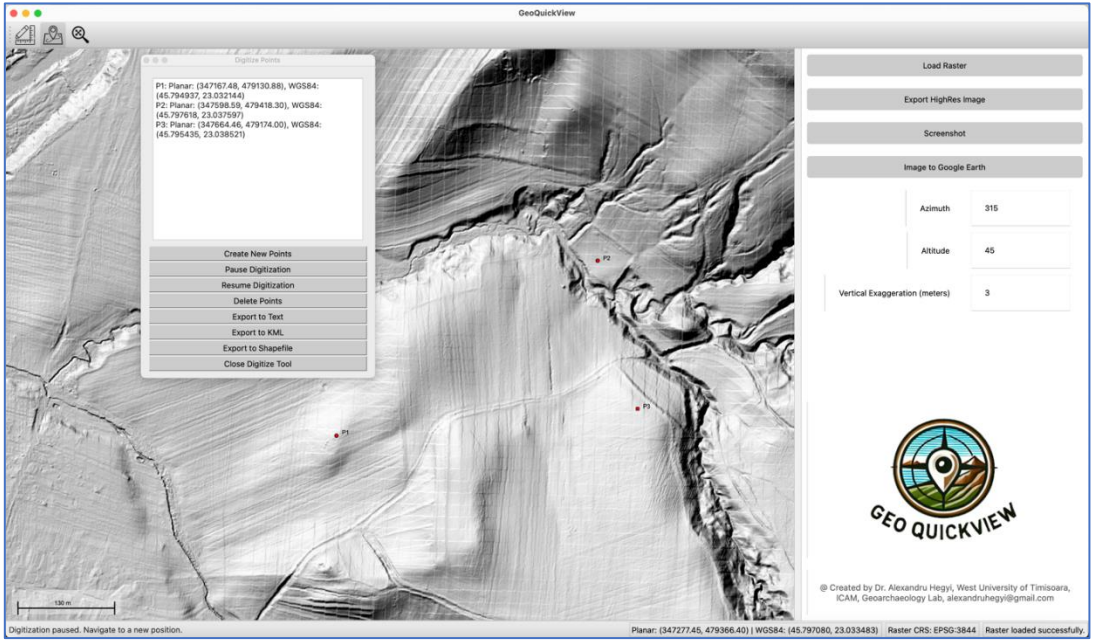 GeoQuickView
Digitize Points
P1: Planar: (347167.48, 479130.88), WGS84:
(45.794937, 23.032144)
P2: Planar: (347598.59, 479418.30), WGS84:
(45.797618, 23.037597)
P3: Planar: (347664.46, 479174.00), WGS84:
(45.795435, 23.038521)
Create New Points
Pause Digitization
Resume Digitization
Delete Points
Export to Text
Export to KML
Export to Shapefile
Close Digitize Tool
P2
P3
P1
130 m
Load Raster
Export HighRes Image
Screenshot
Image to Google Earth
Azimuth 315
Altitude 45
Vertical Exaggeration (meters) 3
GEO QUICKVIEW
@ Created by Dr. Alexandru Hegyi, West University of Timisoara,
ICAM, Geoarchaeology Lab, alexandruhegyi@gmail.com
Digitization paused. Navigate to a new position.
Planar: (347277.45, 479366.40) | WGS84: (45.797080, 23.033483) Raster CRS: EPSG:3844 Raster loaded successfully.